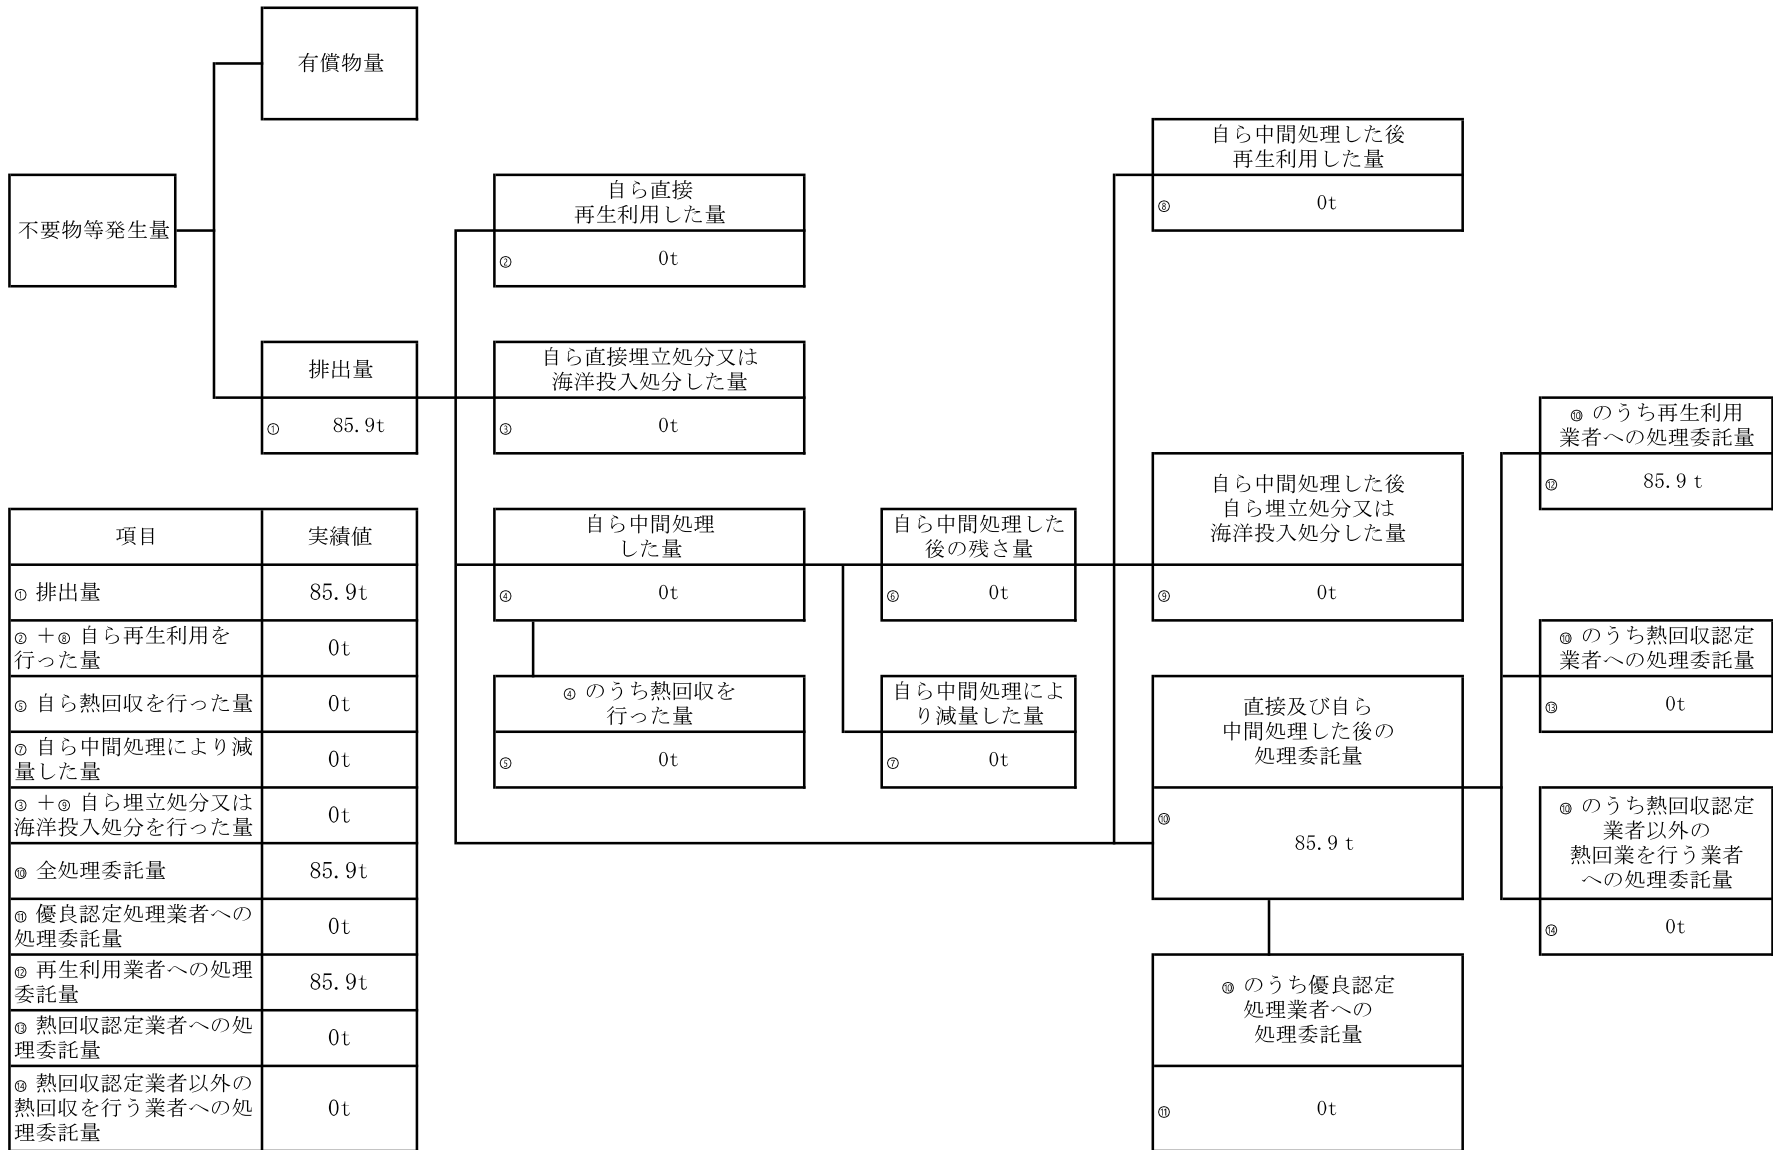 有償物量
不要物等発生量
排出量
① 85.9t
自ら直接
再生利用した量
② 0t
自ら直接埋立処分又は
海洋投入処分した量
③ 0t
自ら中間処理
した量
④ 0t
④ のうち熱回収を
行った量
⑤ 0t
自ら中間処理した
後の残さ量
⑥ 0t
自ら中間処理によ
り減量した量
⑦ 0t
自ら中間処理した後
再生利用した量
⑧ 0t
自ら中間処理した後
自ら埋立処分又は
海洋投入処分した量
⑨ 0t
直接及び自ら
中間処理した後の
処理委託量
⑩
85.9 t
⑩ のうち優良認定
処理業者への
処理委託量
⑪ 0t
⑩ のうち再生利用
業者への処理委託量
⑫ 85.9 t
⑩ のうち熱回収認定
業者への処理委託量
⑬ 0t
⑩ のうち熱回収認定
業者以外の
熱回業を行う業者
への処理委託量
⑭ 0t
項目 実績値
① 排出量 85.9t
② ＋⑧ 自ら再生利用を
行った量 0t
⑤ 自ら熱回収を行った量 0t
⑦ 自ら中間処理により減
量した量 0t
③ ＋⑨ 自ら埋立処分又は
海洋投入処分を行った量 0t
⑩ 全処理委託量 85.9t
⑪ 優良認定処理業者への
処理委託量 0t
⑫ 再生利用業者への処理
委託量 85.9t
⑬ 熱回収認定業者への処
理委託量 0t
⑭ 熱回収認定業者以外の
熱回収を行う業者への処
理委託量 0t